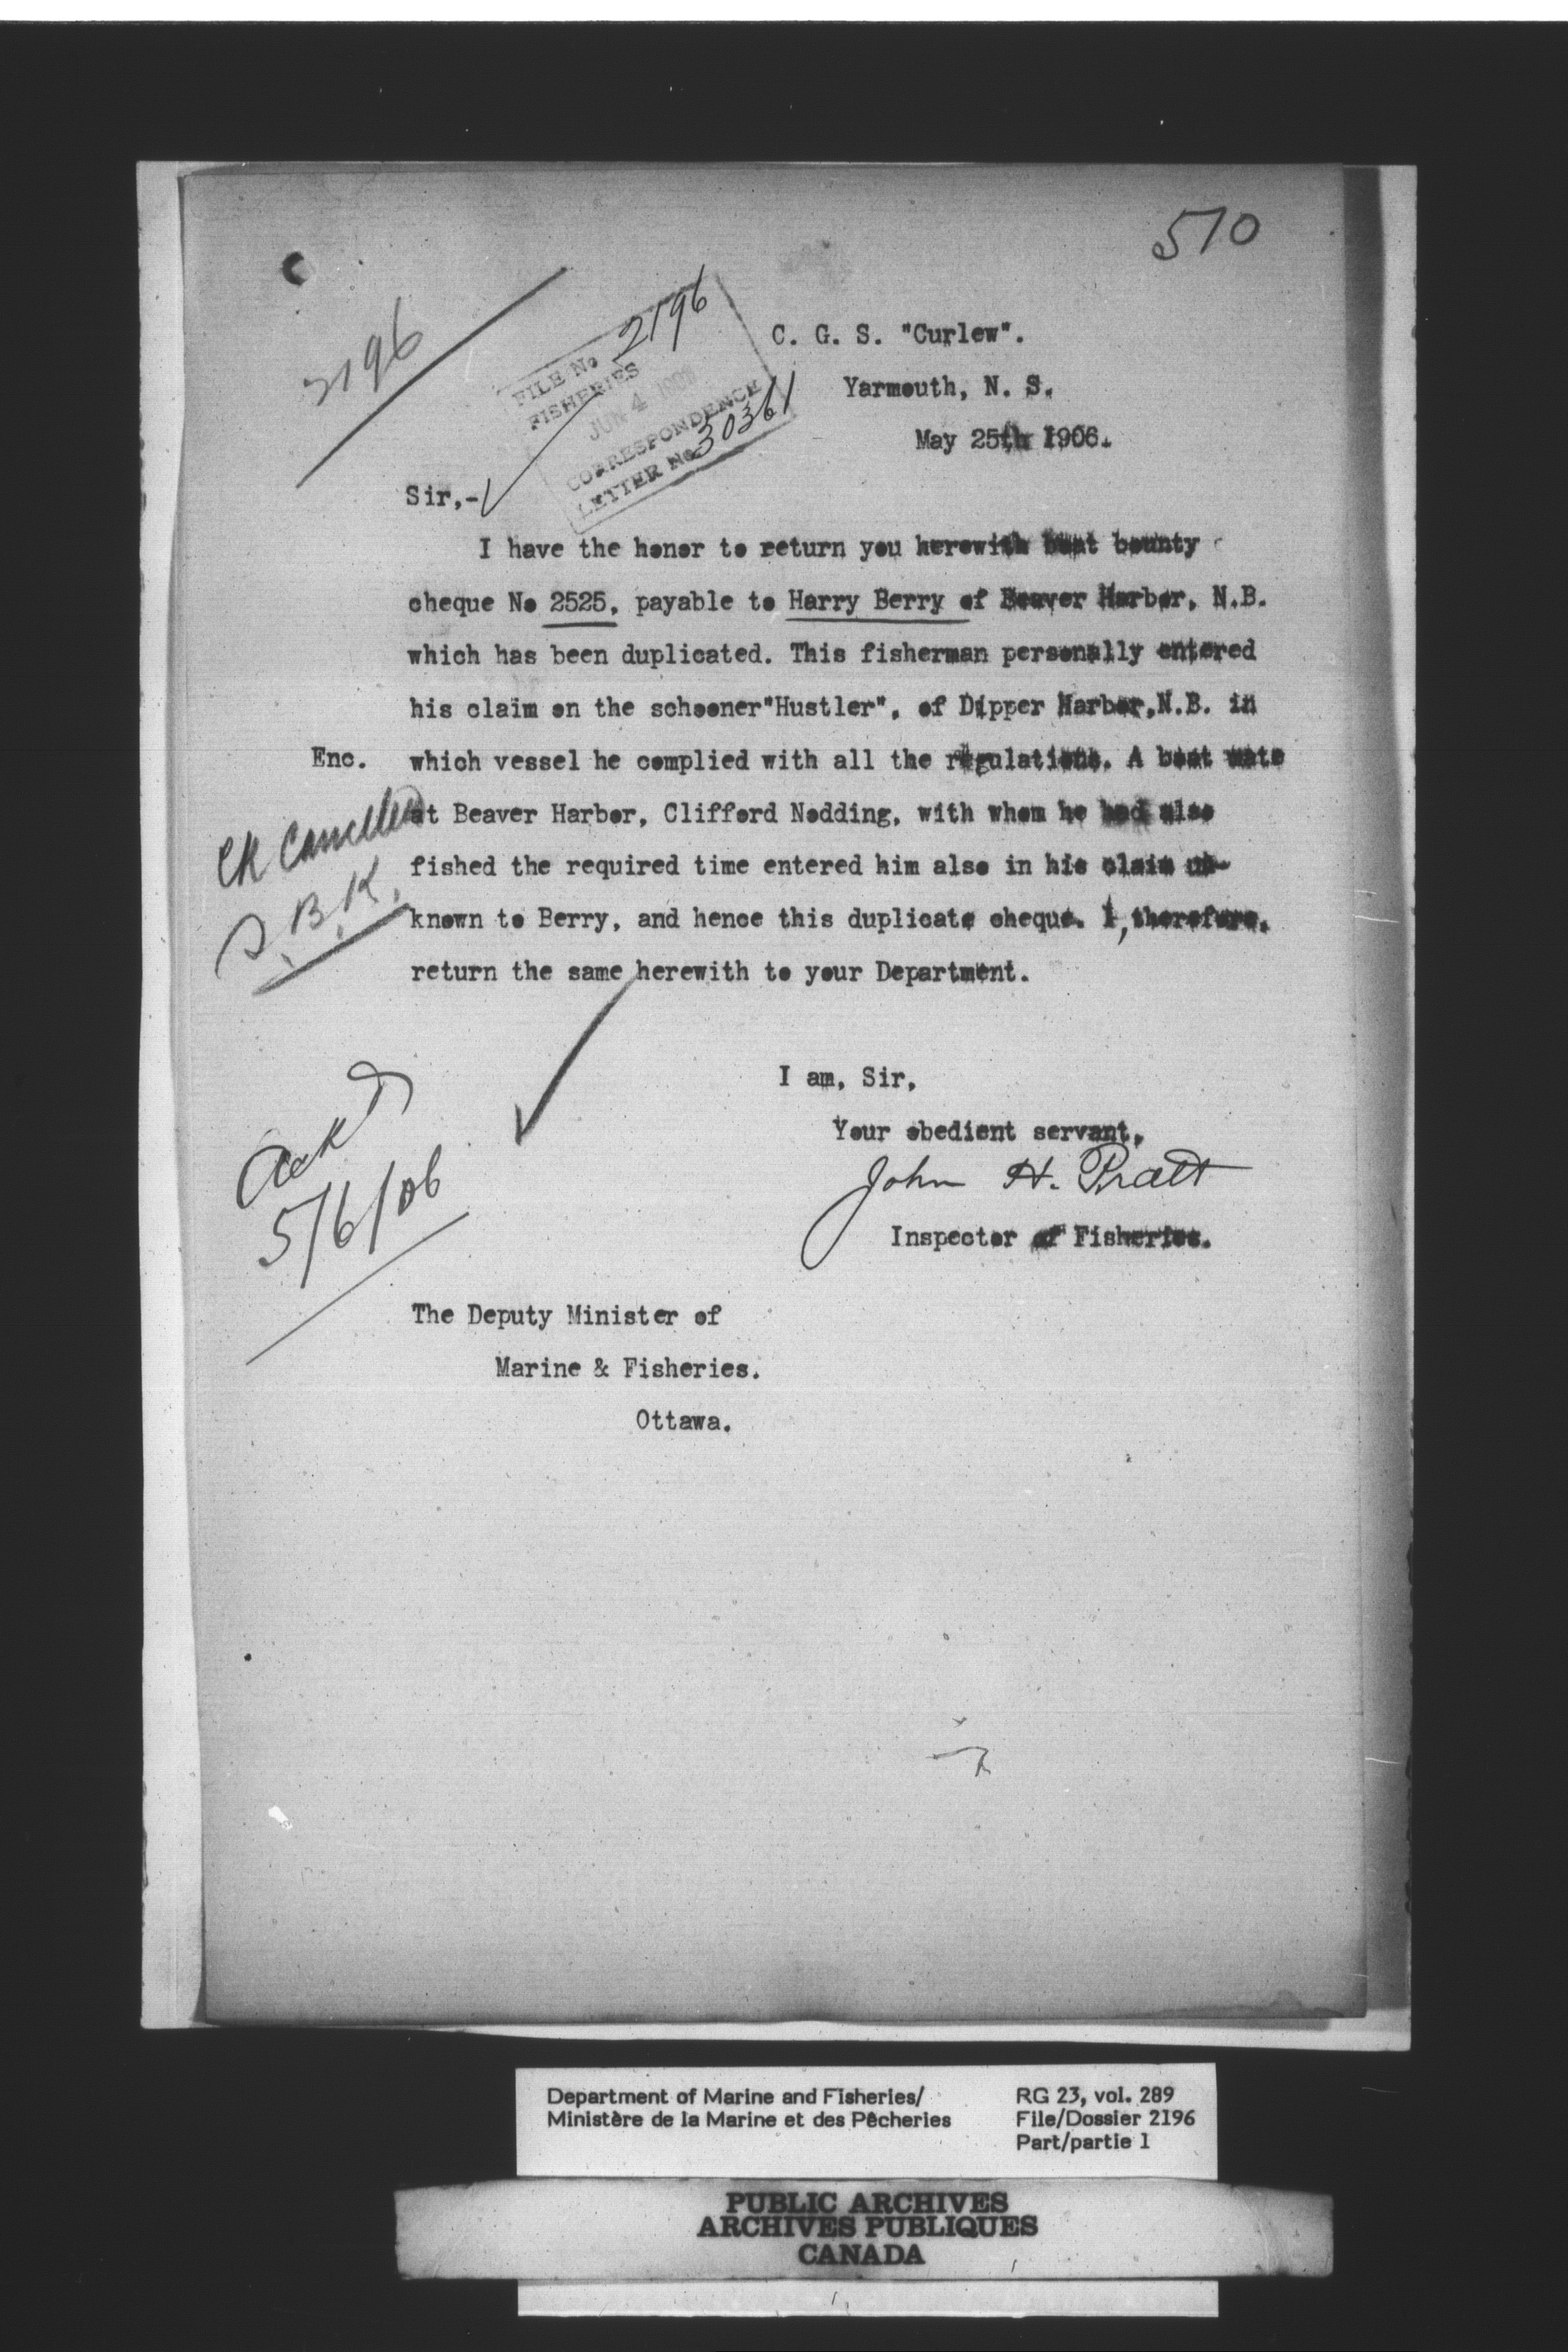 510
2196
FILE No 2196
FISHERIES
JUN 4 1906
CORRESPONDENCE
LETTER No 30361
C. G. S. "Curlew".
Yarmouth, N. S.
May 25th 1906.
Sir,-
I have the honor to return you herewith boat bounty
cheque No 2525, payable to Harry Berry of Beaver Harbor, N.B.
which has been duplicated. This fisherman personally entered
his claim on the schooner"Hustler", of Dipper Harbor,N.B. in
Enc. which vessel he complied with all the regulations. A boat mate
at Beaver Harbor, Clifford Nodding, with whom he had also
fished the required time entered him also in his claim un-
known to Berry, and hence this duplicate cheque. I, therefore,
return the same herewith to your Department.
Ck Cancelled
B.K.
I am, Sir,
Your obedient servant,
John H. Pratt
Inspector of Fisheries.
Ackd
5/6/06
The Deputy Minister of
Marine & Fisheries.
Ottawa.
Department of Marine and Fisheries/
Ministère de la Marine et des Pêcheries
RG 23, vol. 289
File/Dossier 2196
Part/partie 1
PUBLIC ARCHIVES
ARCHIVES PUBLIQUES
CANADA